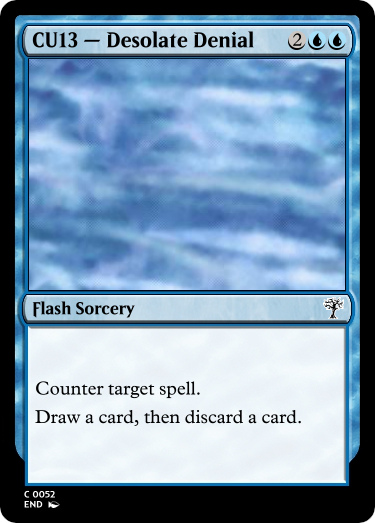 CU13 — Desolate Denial 2
Flash Sorcery
Counter target spell.
Draw a card, then discard a card.
C 0052
END